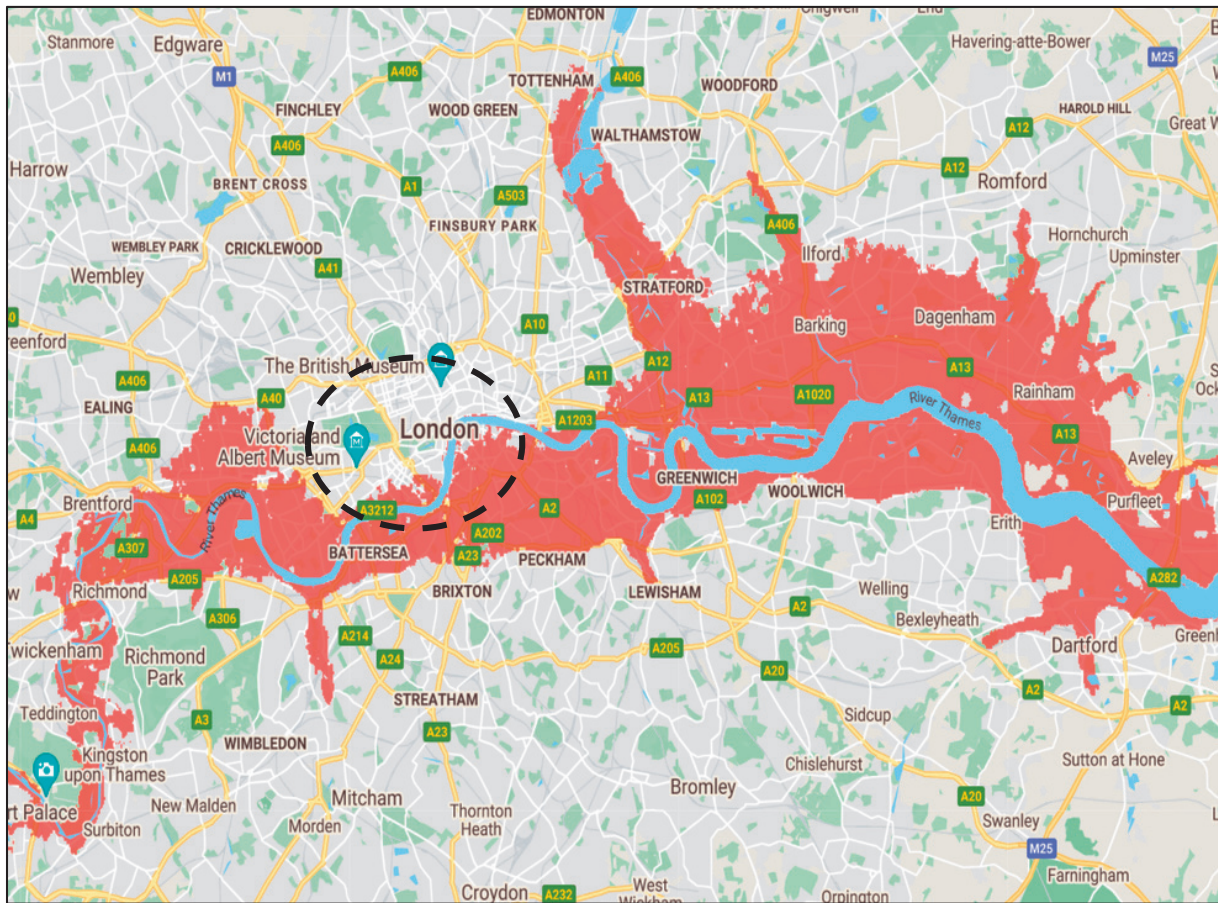 EDMONTON
Stanmore
Edgware
Havering-atte-Bower
M25
M1
A406
TOTTENHAM
A406
WOODFORD
FINCHLEY
WOOD GREEN
HAROLD HILL
A12
Great W
WALTHAMSTOW
A406
Harrow
A12
A1
BRENT CROSS
A503
Romford
FINSBURY PARK
A406
Hornchurch
WEMBLEY PARK
CRICKLEWOOD
Ilford
Upminster
A41
Wembley
STRATFORD
Dagenham
A10
Barking
reenford
A12
The British Museum
A13
A406
A11
Rainham
A1020
A40
A13
EALING
A1203
River Thames
London
A13
A406
Victoria and
Albert Museum
Aveley
GREENWICH
WOOLWICH
Brentford
A102
Purfleet
A3212
A2
A4
River Thames
Erith
A202
A307
BATTERSEA
A23
PECKHAM
A205
A282
Richmond
BRIXTON
LEWISHAM
Welling
A306
A2
Bexleyheath
A214
Dartford
Greenh
wickenham
Richmond
Park
A24
A205
A20
A2
A2
STREATHAM
Teddington
A3
A23
Sidcup
WIMBLEDON
Kingston
upon Thames
Chislehurst
Sutton at Hone
Bromley
rt Palace
New Malden
Mitcham
A20
Thornton
Heath
West
Wickham
Surbiton
Morden
Swanley
M25
Farningham
Croydon
A232
Orpington